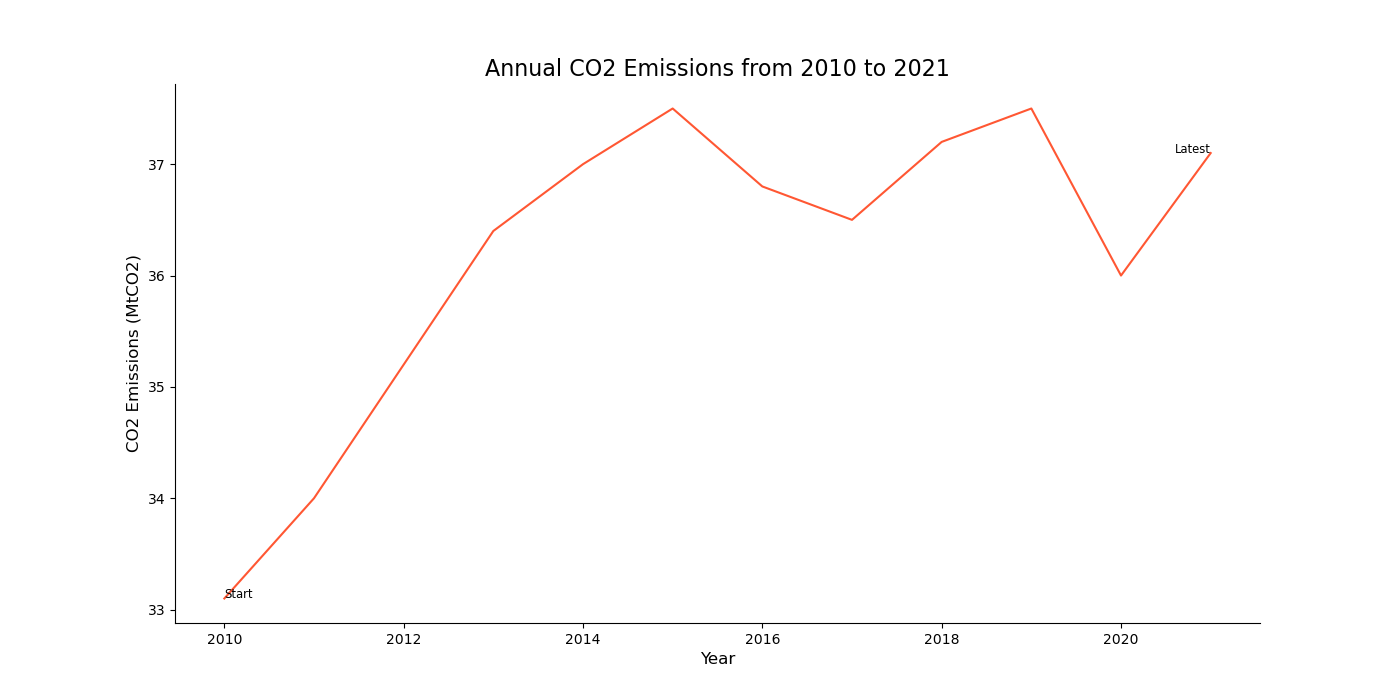 Annual CO2 Emissions from 2010 to 2021
CO2 Emissions (MtCO2)
37
36
35
34
33
Latest
Start
2010 2012 2014 2016 2018 2020
Year